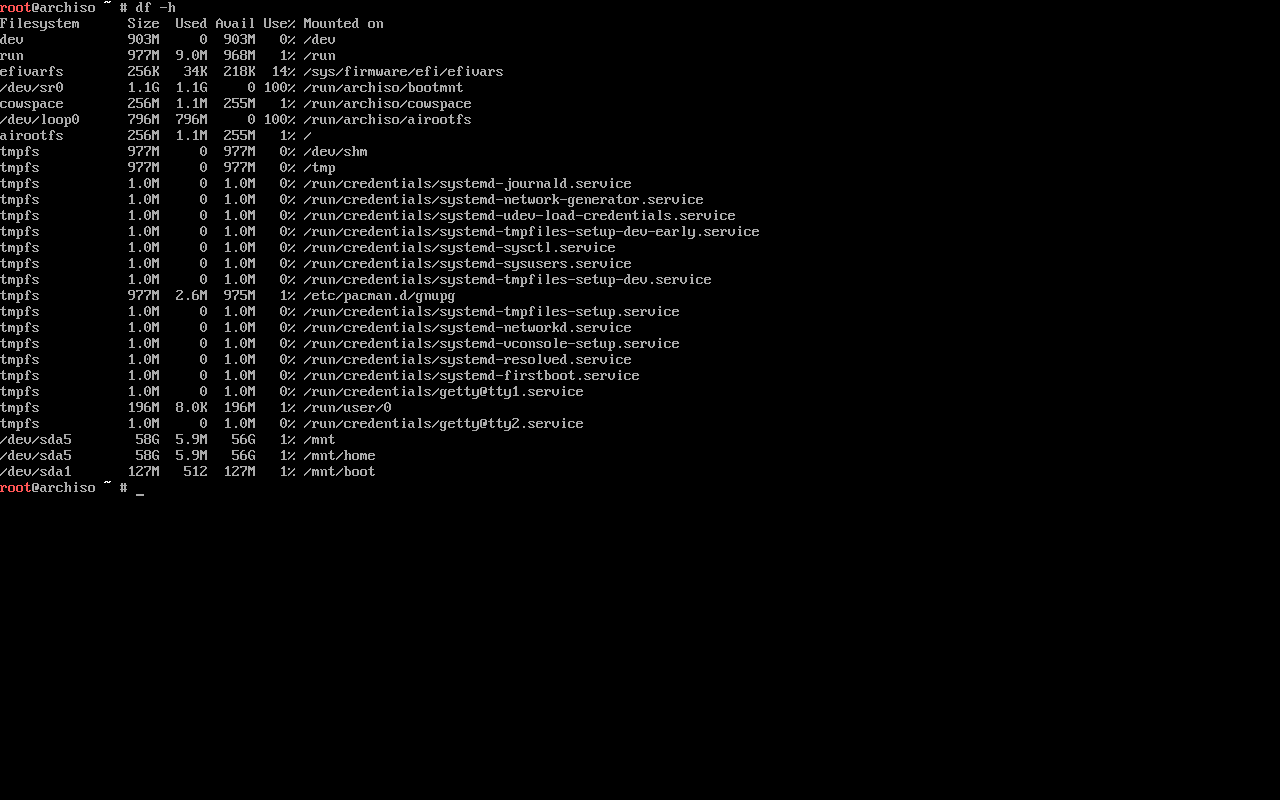 root@archiso ~ # df -h
Filesystem      Size  Used Avail Use% Mounted on
dev             903M     0  903M   0% /dev
run             977M  9.0M  968M   1% /run
efivarfs        256K   34K  218K  14% /sys/firmware/efi/efivars
/dev/sr0        1.1G  1.1G     0 100% /run/archiso/bootmnt
cowspace        256M  1.1M  255M   1% /run/archiso/cowspace
/dev/loop0      796M  796M     0 100% /run/archiso/airootfs
airootfs        256M  1.1M  255M   1% /
tmpfs           977M     0  977M   0% /dev/shm
tmpfs           977M     0  977M   0% /tmp
tmpfs           1.0M     0  1.0M   0% /run/credentials/systemd-journald.service
tmpfs           1.0M     0  1.0M   0% /run/credentials/systemd-network-generator.service
tmpfs           1.0M     0  1.0M   0% /run/credentials/systemd-udev-load-credentials.service
tmpfs           1.0M     0  1.0M   0% /run/credentials/systemd-tmpfiles-setup-dev-early.service
tmpfs           1.0M     0  1.0M   0% /run/credentials/systemd-sysctl.service
tmpfs           1.0M     0  1.0M   0% /run/credentials/systemd-sysusers.service
tmpfs           1.0M     0  1.0M   0% /run/credentials/systemd-tmpfiles-setup-dev.service
tmpfs           977M  2.6M  975M   1% /etc/pacman.d/gnupg
tmpfs           1.0M     0  1.0M   0% /run/credentials/systemd-tmpfiles-setup.service
tmpfs           1.0M     0  1.0M   0% /run/credentials/systemd-networkd.service
tmpfs           1.0M     0  1.0M   0% /run/credentials/systemd-vconsole-setup.service
tmpfs           1.0M     0  1.0M   0% /run/credentials/systemd-resolved.service
tmpfs           1.0M     0  1.0M   0% /run/credentials/systemd-firstboot.service
tmpfs           1.0M     0  1.0M   0% /run/credentials/getty@tty1.service
tmpfs           196M  8.0K  196M   1% /run/user/0
tmpfs           1.0M     0  1.0M   0% /run/credentials/getty@tty2.service
/dev/sda5        58G  5.9M   56G   1% /mnt
/dev/sda5        58G  5.9M   56G   1% /mnt/home
/dev/sda1       127M   512  127M   1% /mnt/boot
root@archiso ~ # _